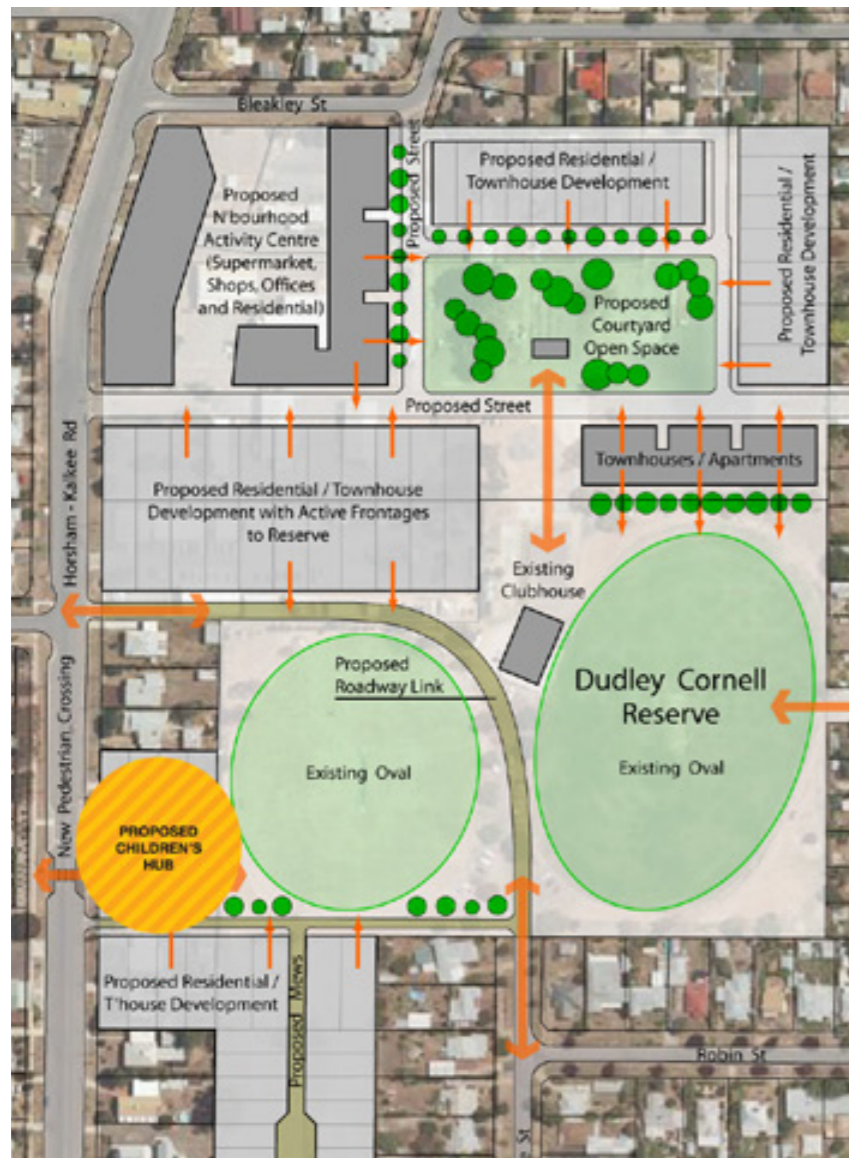 Bleakley St
Proposed
N'bourhood
Activity Centre
(Supermarket,
Shops, Offices
and Residential)
Proposed Street
Proposed Residential /
Townhouse Development
Proposed Residential /
Townhouse Development
Proposed
Courtyard
Open Space
Proposed Street
Horsham - Kalkee Rd
Proposed Residential / Townhouse
Development with Active Frontages
to Reserve
Townhouses / Apartments
Existing
Clubhouse
Proposed
Roadway Link
Dudley Cornell
Reserve
Existing Oval
Existing Oval
New Pedestrian Crossing
PROPOSED
CHILDREN'S
HUB
Proposed Residential /
T'house Development
Proposed Mews
Robin St
e St